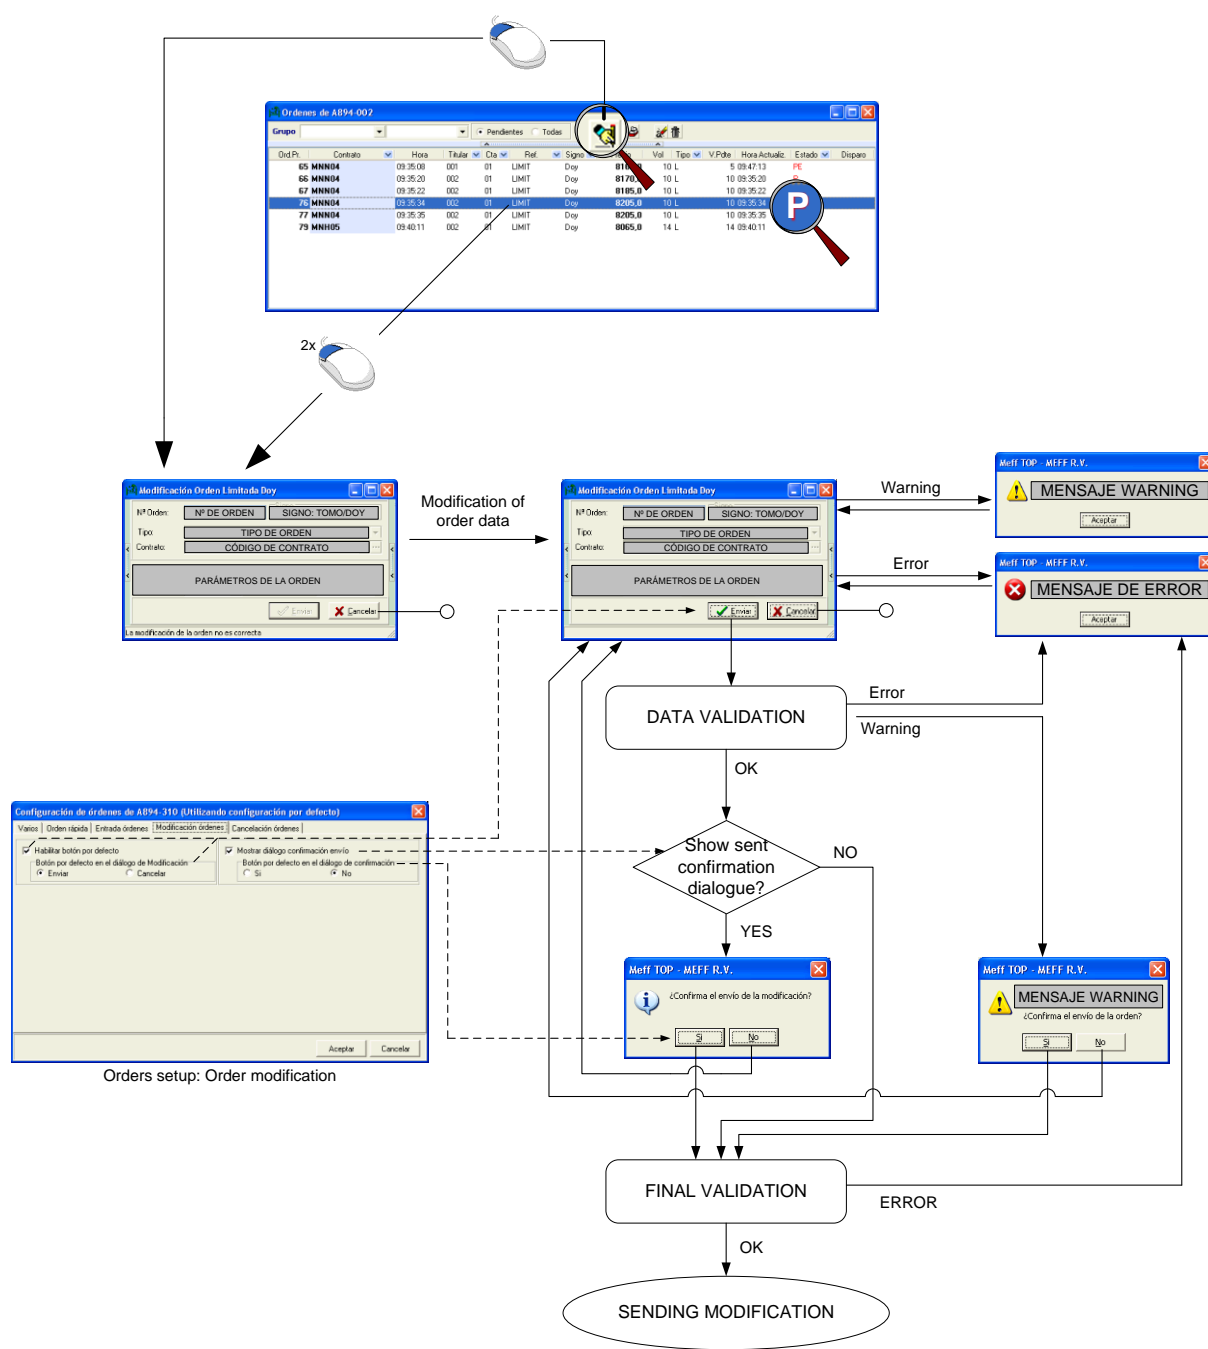 Ordenes de A894-002
Grupo Pendientes Todas
Ord.Pr. Contrato Hora Titular Cta Ref. Signo Vol Tipo V.Pdte Hora Actualiz. Estado Disparo
65 MNN04 09:35:08 001 01 LIMIT Doy 10 L 5 09:47:13 PE
66 MNN04 09:35:20 002 01 LIMIT Doy 8170,0 10 L 10 09:35:20
67 MNN04 09:35:22 002 01 LIMIT Doy 8185,0 10 L 10 09:35:22
76 MNN04 09:35:34 002 01 LIMIT Doy 8205,0 10 L 10 09:35:34
P
77 MNN04 09:35:35 002 01 LIMIT Doy 8205,0 10 L 10 09:35:35
79 MNH05 09:40:11 002 01 LIMIT Doy 8065,0 14 L 14 09:40:11
2x
Modificación Orden Limitada Doy
Nº Orden: Nº DE ORDEN SIGNO: TOMO/DOY
Tipo: TIPO DE ORDEN
Contrato: CÓDIGO DE CONTRATO
PARÁMETROS DE LA ORDEN
Enviar Cancelar
La modificación de la orden no es correcta
Modification of
order data
Modificación Orden Limitada Doy
Nº Orden: Nº DE ORDEN SIGNO: TOMO/DOY
Tipo: TIPO DE ORDEN
Contrato: CÓDIGO DE CONTRATO
PARÁMETROS DE LA ORDEN
Enviar Cancelar
Warning
Meff TOP - MEFF R.V.
MENSAJE WARNING
Aceptar
Error
Meff TOP - MEFF R.V.
MENSAJE DE ERROR
Aceptar
DATA VALIDATION
Error
Warning
OK
Show sent
confirmation
dialogue?
NO
YES
Configuración de órdenes de A894-310 (Utilizando configuración por defecto)
Varios Orden rápida Entrada órdenes Modificación órdenes Cancelación órdenes
Habilitar botón por defecto Mostrar diálogo confirmación envío
Botón por defecto en el diálogo de Modificación Botón por defecto en el diálogo de confirmación
Enviar Cancelar Si No
Aceptar Cancelar
Orders setup: Order modification
Meff TOP - MEFF R.V.
¿Confirma el envío de la modificación?
Si No
Meff TOP - MEFF R.V.
MENSAJE WARNING
¿Confirma el envío de la orden?
Si No
FINAL VALIDATION
ERROR
OK
SENDING MODIFICATION